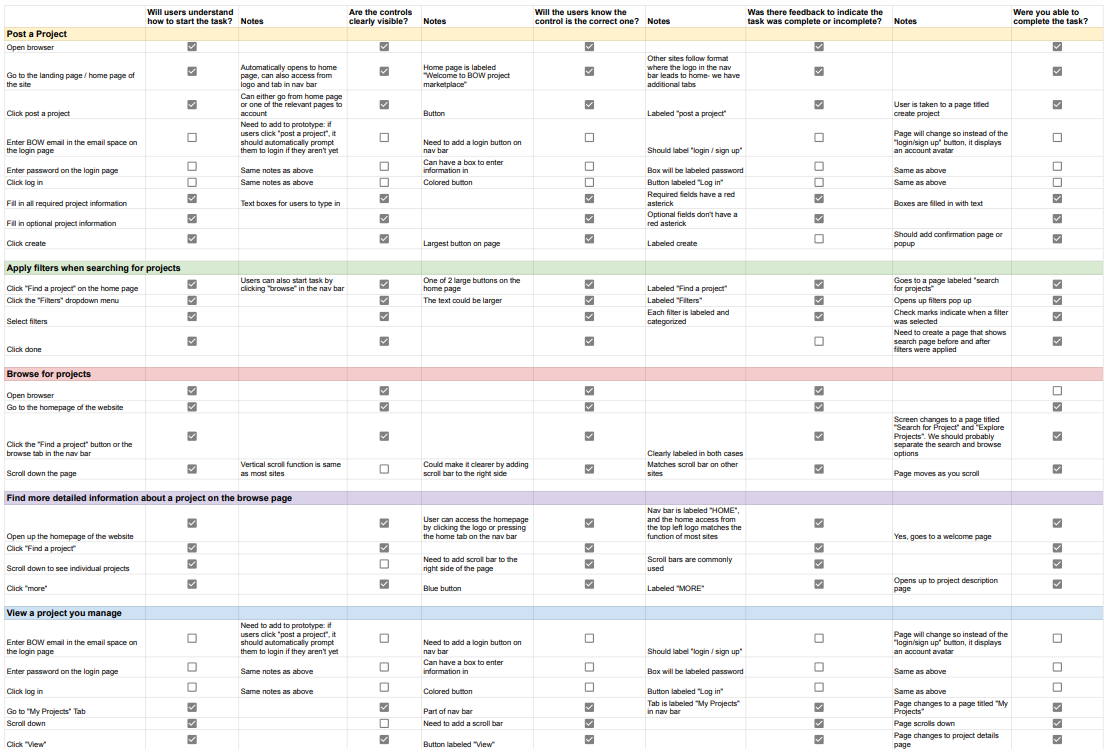 Will users understand how to start the task? Notes Are the controls clearly visible? Notes Will the users know the control is the correct one? Notes Was there feedback to indicate the task was complete or incomplete? Notes Were you able to complete the task?
Post a Project
Open browser
Go to the landing page / home page of the site Automatically opens to home page, can also access from logo and tab in nav bar Home page is labeled "Welcome to BOW project marketplace" Other sites follow format where the logo in the nav bar leads to home- we have additional tabs
Click post a project Can either go from home page or one of the relevant pages to account Button Labeled "post a project" User is taken to a page titled create project
Enter BOW email in the email space on the login page Need to add to prototype: if users click "post a project", it should automatically prompt them to login if they aren't yet Need to add a login button on nav bar Should label "login / sign up" Page will change so instead of the "login/sign up" button, it displays an account avatar
Enter password on the login page Same notes as above Can have a box to enter information in Box will be labeled password Same as above
Click log in Same notes as above Colored button Button labeled "Log in" Same as above
Fill in all required project information Text boxes for users to type in Required fields have a red asterick Boxes are filled in with text
Fill in optional project information Optional fields don't have a red asterick
Click create Largest button on page Labeled create Should add confirmation page or popup
Apply filters when searching for projects
Click "Find a project" on the home page Users can also start task by clicking "browse" in the nav bar One of 2 large buttons on the home page Labeled "Find a project" Goes to a page labeled "search for projects"
Click the "Filters" dropdown menu The text could be larger Labeled "Filters" Opens up filters pop up
Select filters Each filter is labeled and categorized Check marks indicate when a filter was selected
Click done Need to create a page that shows search page before and after filters were applied
Browse for projects
Open browser
Go to the homepage of the website
Click the "Find a project" button or the browse tab in the nav bar Clearly labeled in both cases Screen changes to a page titled "Search for Project" and "Explore Projects". We should probably separate the search and browse options
Scroll down the page Vertical scroll function is same as most sites Could make it clearer by adding scroll bar to the right side Matches scroll bar on other sites Page moves as you scroll
Find more detailed information about a project on the browse page
Open up the homepage of the website User can access the homepage by clicking the logo or pressing the home tab on the nav bar Nav bar is labeled "HOME", and the home access from the top left logo matches the function of most sites Yes, goes to a welcome page
Click "Find a project"
Scroll down to see individual projects Need to add scroll bar to the right side of the page Scroll bars are commonly used
Click "more" Blue button Labeled "MORE" Opens up to project description page
View a project you manage
Enter BOW email in the email space on the login page Need to add to prototype: if users click "post a project", it should automatically prompt them to login if they aren't yet Need to add a login button on nav bar Should label "login / sign up" Page will change so instead of the "login/sign up" button, it displays an account avatar
Enter password on the login page Same notes as above Can have a box to enter information in Box will be labeled password Same as above
Click log in Same notes as above Colored button Button labeled "Log in" Same as above
Go to "My Projects" Tab Part of nav bar Tab is labeled "My Projects" in nav bar Page changes to a page titled "My Projects"
Scroll down Need to add a scroll bar Page scrolls down
Click "View" Button labeled "View" Page changes to project details page